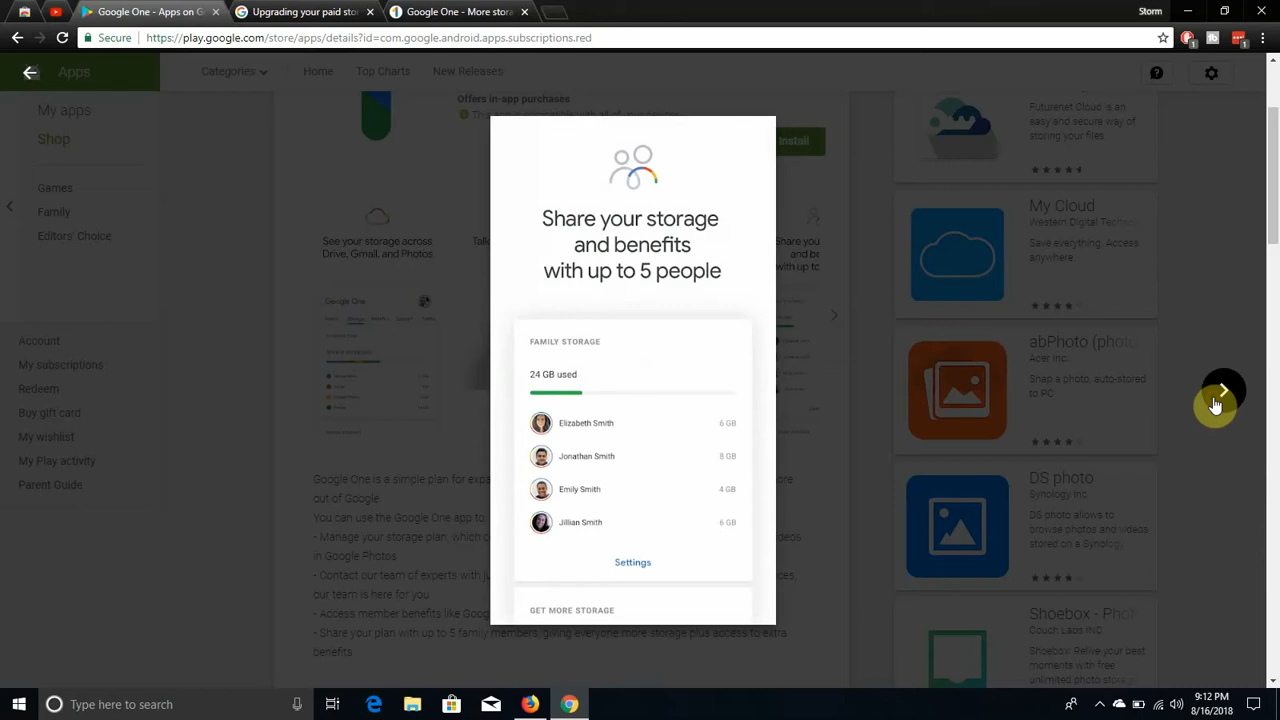 Google One - Apps on G
Upgrading your paid sto
Google One - More store
Storm
Secure
https://play.google.com/store/apps/details?id=com.google.android.apps.subscriptions.red
1
1
Apps
Categories
Home
Top Charts
New Releases
My apps
Shop
Games
Family
Editors' Choice
Account
My subscriptions
Redeem
Buy gift card
My wishlist
My Play activity
Parent Guide
Offers in-app purchases
Install
See your storage across
Drive, Gmail, and Photos
Google One
Share your storage
and benefits
with up to 5 people
FAMILY STORAGE
24 GB used
Elizabeth Smith 6 GB
Jonathan Smith 8 GB
Emily Smith 4 GB
Jillian Smith 6 GB
Settings
GET MORE STORAGE
Google One is a simple plan for expa
out of Google.
You can use the Google One app to:
- Manage your storage plan, which c
in Google Photos
- Contact our team of experts with ju
our team is here for you
- Access member benefits like Goog
- Share your plan with up to 5 family members, giving everyone more storage plus access to extra
benefits
Futurenet Cloud is an
easy and secure way of
storing your files
My Cloud
Western Digital Techno
Save everything. Access
anywhere
abPhoto (photo
Acer Inc.
Snap a photo, auto-stored
to PC
DS photo
Synology Inc.
DS photo allows to
browse photos and videos
stored on a Synology
Shoebox - Pho
Couch Labs IND
Shoebox: Relive your best
moments with free
unlimited photo storag
Type here to search
9:12 PM
8/16/2018